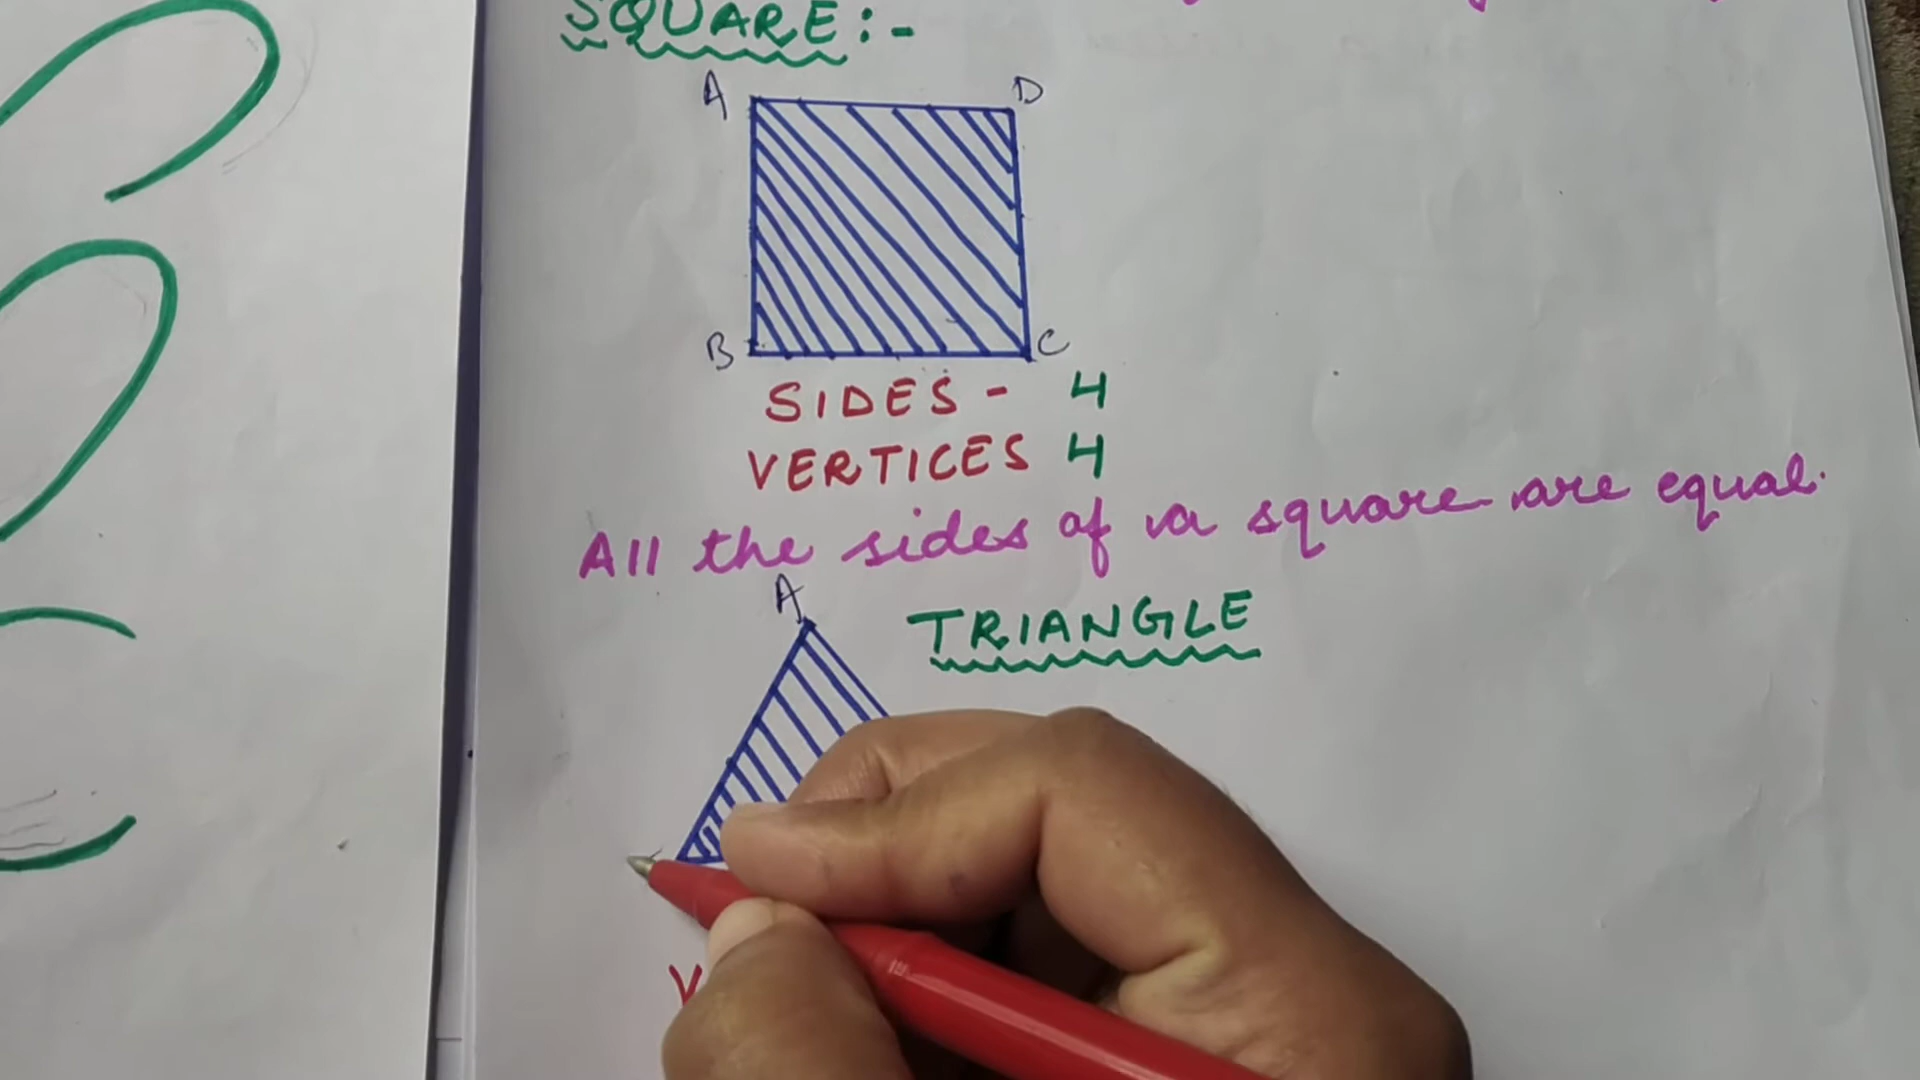 SQUARE:-
A D
B C
SIDES - 4
VERTICES 4
All the sides of a square are equal.
A
TRIANGLE
V